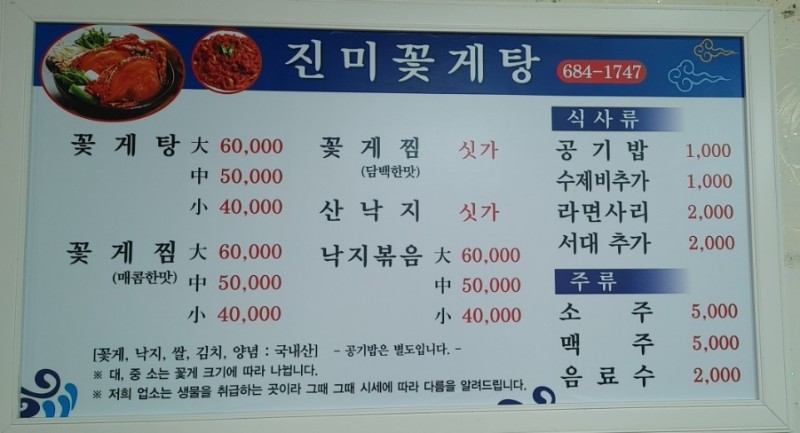 진미꽃게탕 684-1747
꽃게탕 大 60,000
中 50,000
小 40,000
꽃게찜 大 60,000
(매콤한맛) 中 50,000
小 40,000
꽃게찜 싯가
(담백한맛)
산낙지 싯가
낙지볶음 大 60,000
中 50,000
小 40,000
식사류
공기밥 1,000
수제비추가 1,000
라면사리 2,000
서대 추가 2,000
주류
소주 5,000
맥주 5,000
음료수 2,000
[꽃게, 낙지, 쌀, 김치, 양념 : 국내산] - 공기밥은 별도입니다. -
※ 대, 중 소는 꽃게 크기에 따라 나뉩니다.
※ 저희 업소는 생물을 취급하는 곳이라 그때 그때 시세에 따라 다름을 알려드립니다.